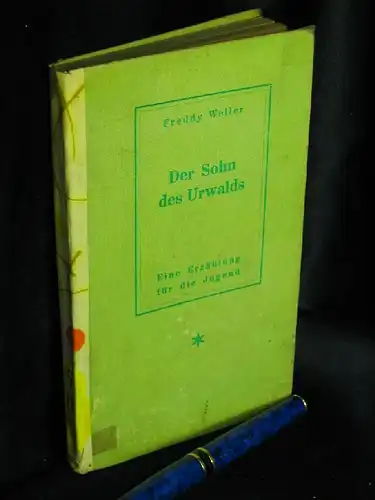 Freddy Weller
Der Sohn
des Urwalds
Eine Erzählung
für die Jugend